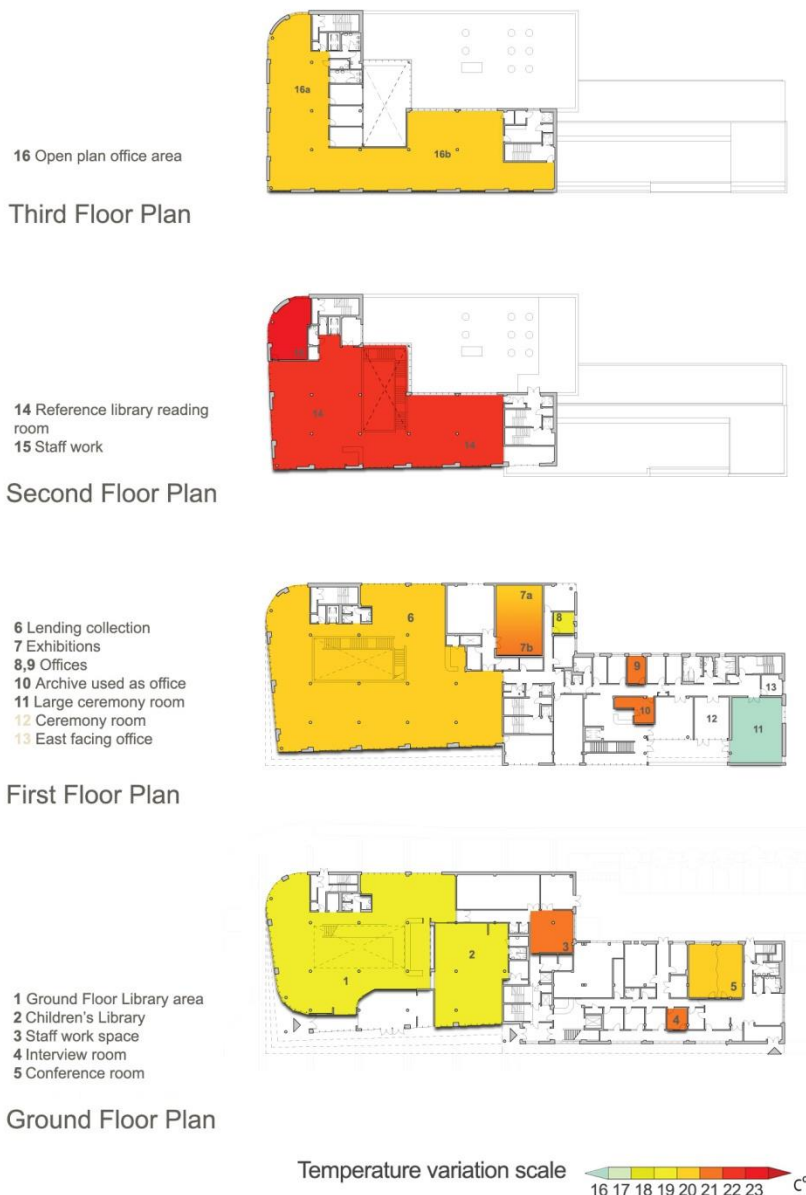 16a
16b
16 Open plan office area
Third Floor Plan
14
14
14 Reference library reading
room
15 Staff work
Second Floor Plan
6
7a
7b
8
9
10
11
12
13
6 Lending collection
7 Exhibitions
8,9 Offices
10 Archive used as office
11 Large ceremony room
12 Ceremony room
13 East facing office
First Floor Plan
1
2
3
4
5
1 Ground Floor Library area
2 Children's Library
3 Staff work space
4 Interview room
5 Conference room
Ground Floor Plan
Temperature variation scale
16 17 18 19 20 21 22 23